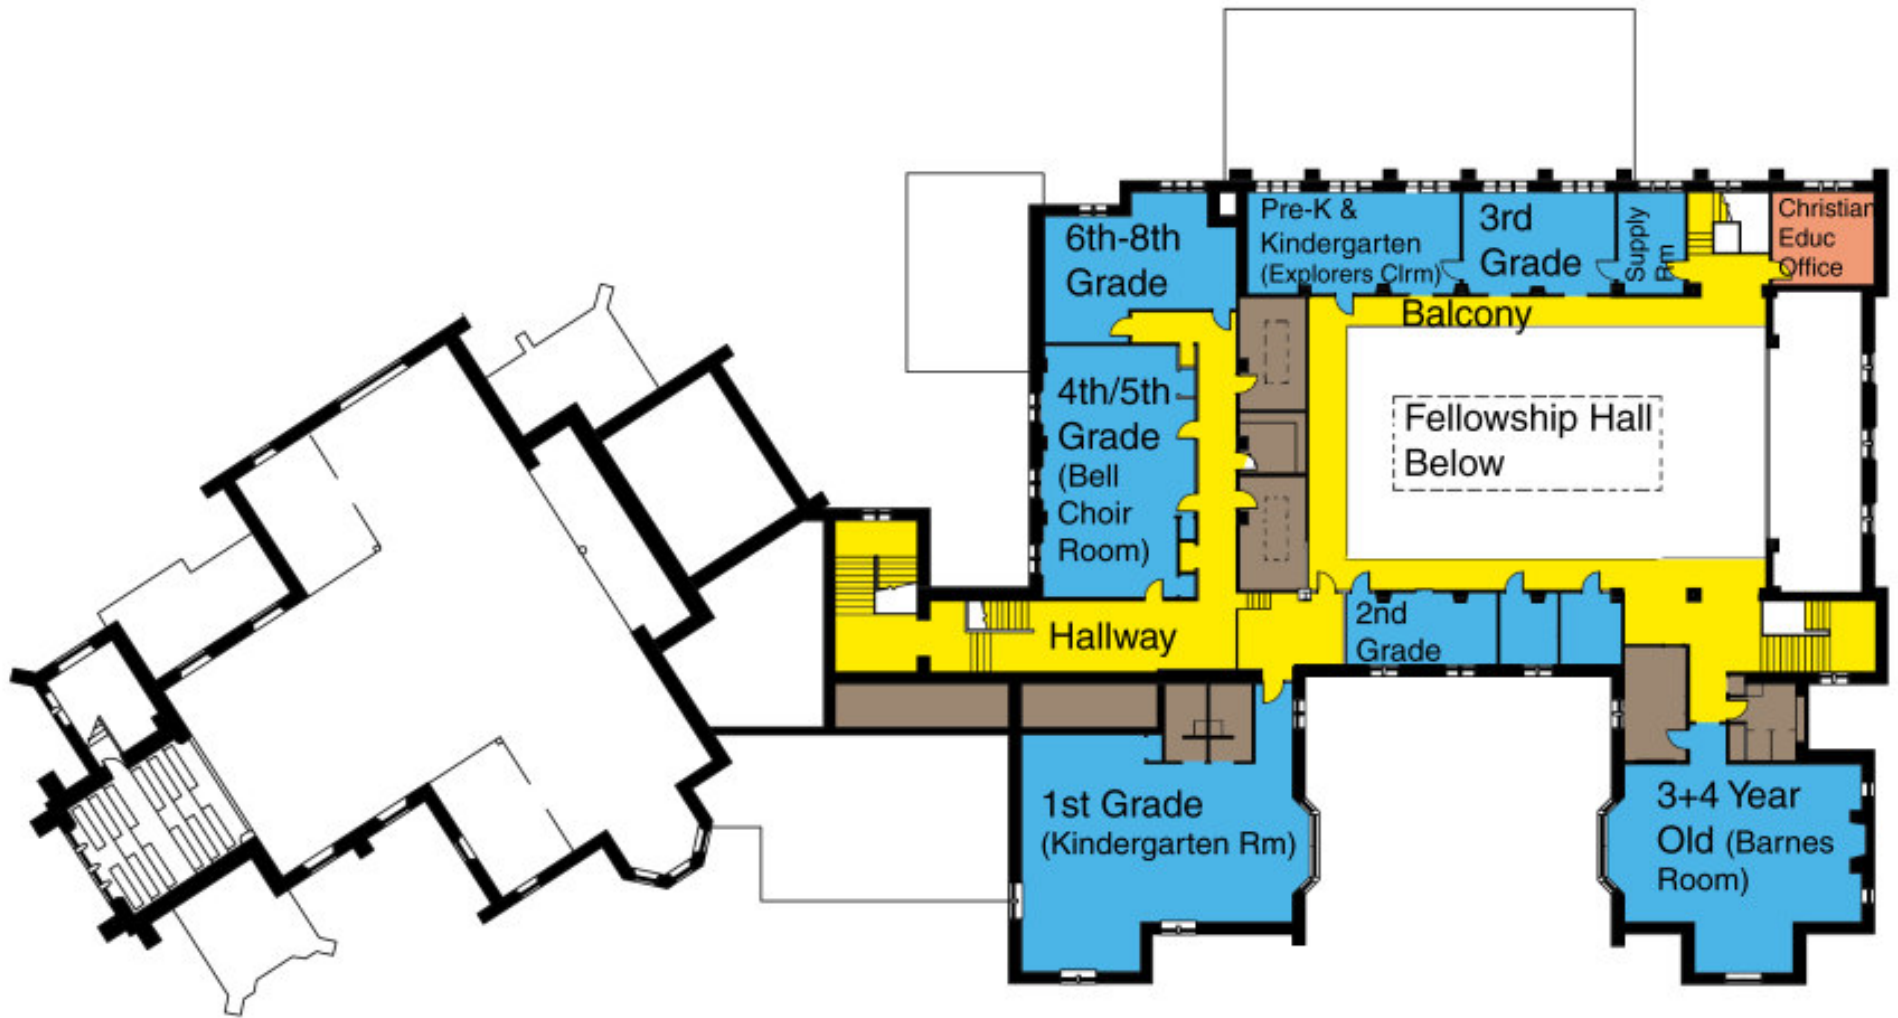 6th-8th
Grade
Pre-K &
Kindergarten
(Explorers Clrm)
3rd
Grade
Supply
Rm
Christian
Educ
Office
Balcony
4th/5th
Grade
(Bell
Choir
Room)
Fellowship Hall
Below
Hallway
2nd
Grade
1st Grade
(Kindergarten Rm)
3+4 Year
Old (Barnes
Room)